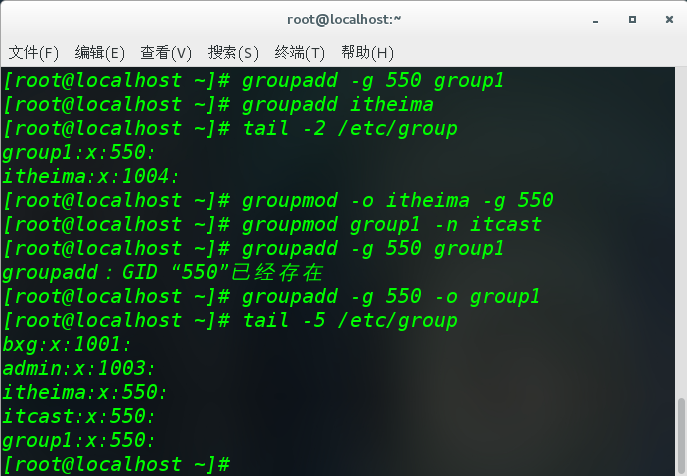 root@localhost:~
文件(F) 编辑(E) 查看(V) 搜索(S) 终端(T) 帮助(H)
[root@localhost ~]# groupadd -g 550 group1
[root@localhost ~]# groupadd itheima
[root@localhost ~]# tail -2 /etc/group
group1:x:550:
itheima:x:1004:
[root@localhost ~]# groupmod -o itheima -g 550
[root@localhost ~]# groupmod group1 -n itcast
[root@localhost ~]# groupadd -g 550 group1
groupadd：GID “550”已经存在
[root@localhost ~]# groupadd -g 550 -o group1
[root@localhost ~]# tail -5 /etc/group
bxg:x:1001:
admin:x:1003:
itheima:x:550:
itcast:x:550:
group1:x:550:
[root@localhost ~]#